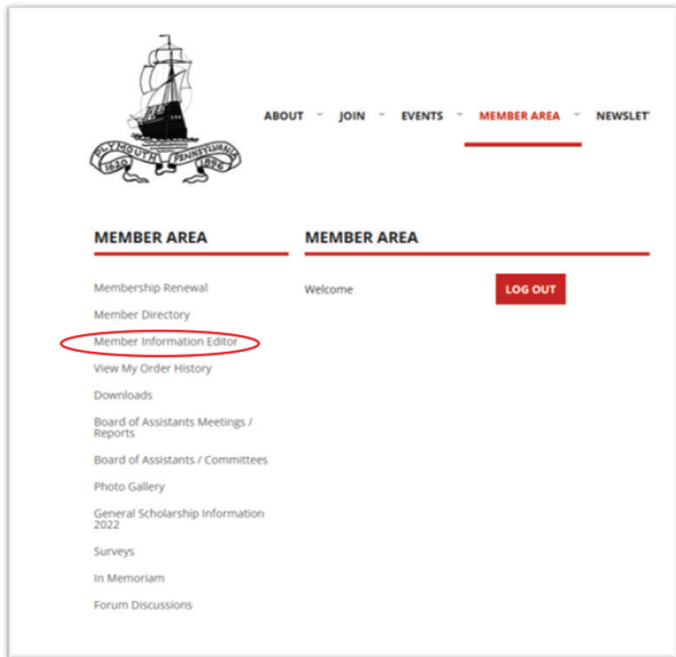 PLYMOUTH PENNSYLVANIA
1620 1896
ABOUT JOIN EVENTS MEMBER AREA NEWSLET
MEMBER AREA
Membership Renewal
Member Directory
Member Information Editor
View My Order History
Downloads
Board of Assistants Meetings /
Reports
Board of Assistants / Committees
Photo Gallery
General Scholarship Information
2022
Surveys
In Memoriam
Forum Discussions
MEMBER AREA
Welcome LOG OUT